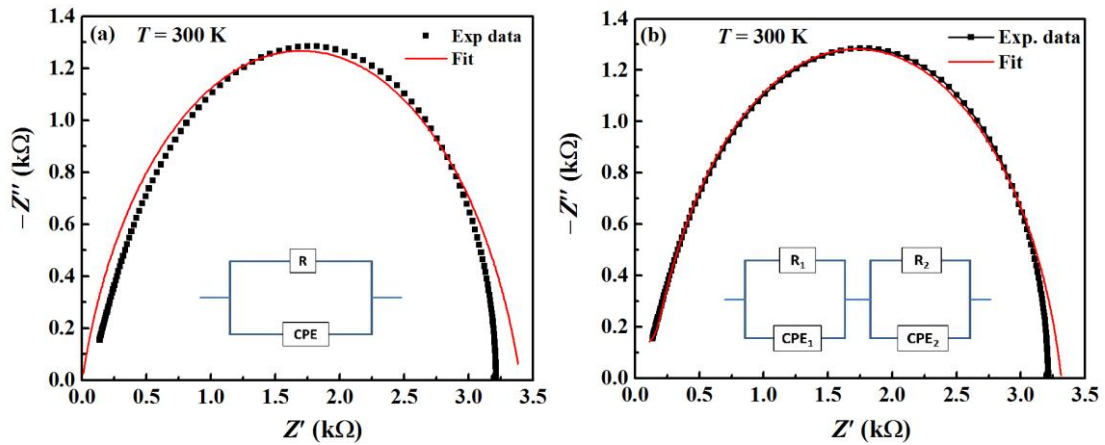 (a) T = 300 K
Exp data
Fit
R
CPE
1.4
1.2
1.0
0.8
0.6
0.4
0.2
0.0
−Z″ (kΩ)
0.0 0.5 1.0 1.5 2.0 2.5 3.0 3.5
Z′ (kΩ)
(b) T = 300 K
Exp. data
Fit
R₁
R₂
CPE₁
CPE₂
1.4
1.2
1.0
0.8
0.6
0.4
0.2
0.0
−Z″ (kΩ)
0.0 0.5 1.0 1.5 2.0 2.5 3.0 3.5
Z′ (kΩ)